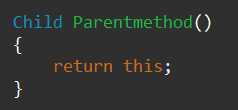 Child Parentmethod()
{
    return this;
}